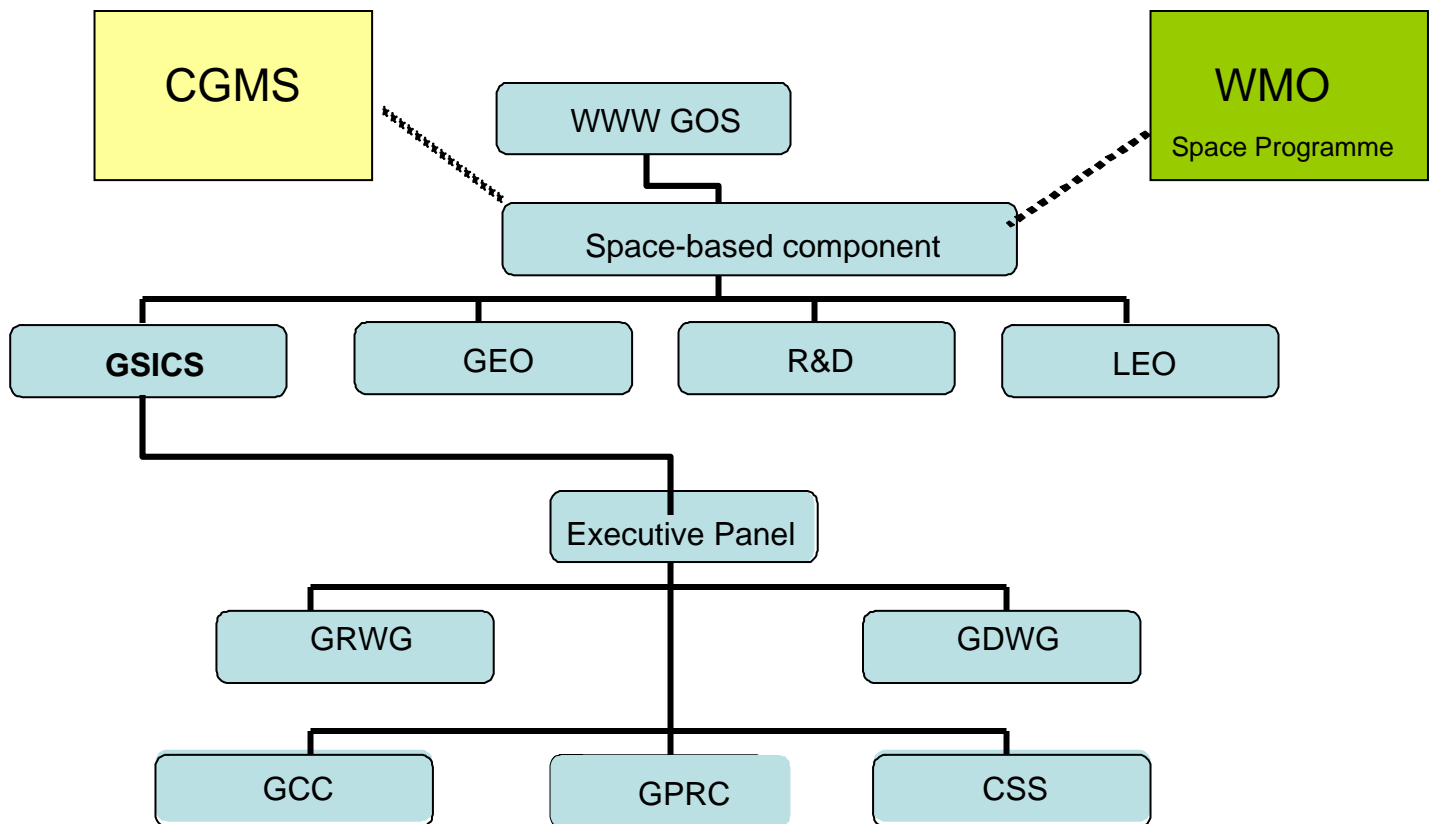 CGMS
WWW GOS
WMO
Space Programme
Space-based component
GSICS
GEO
R&D
LEO
Executive Panel
GRWG
GDWG
GCC
GPRC
CSS